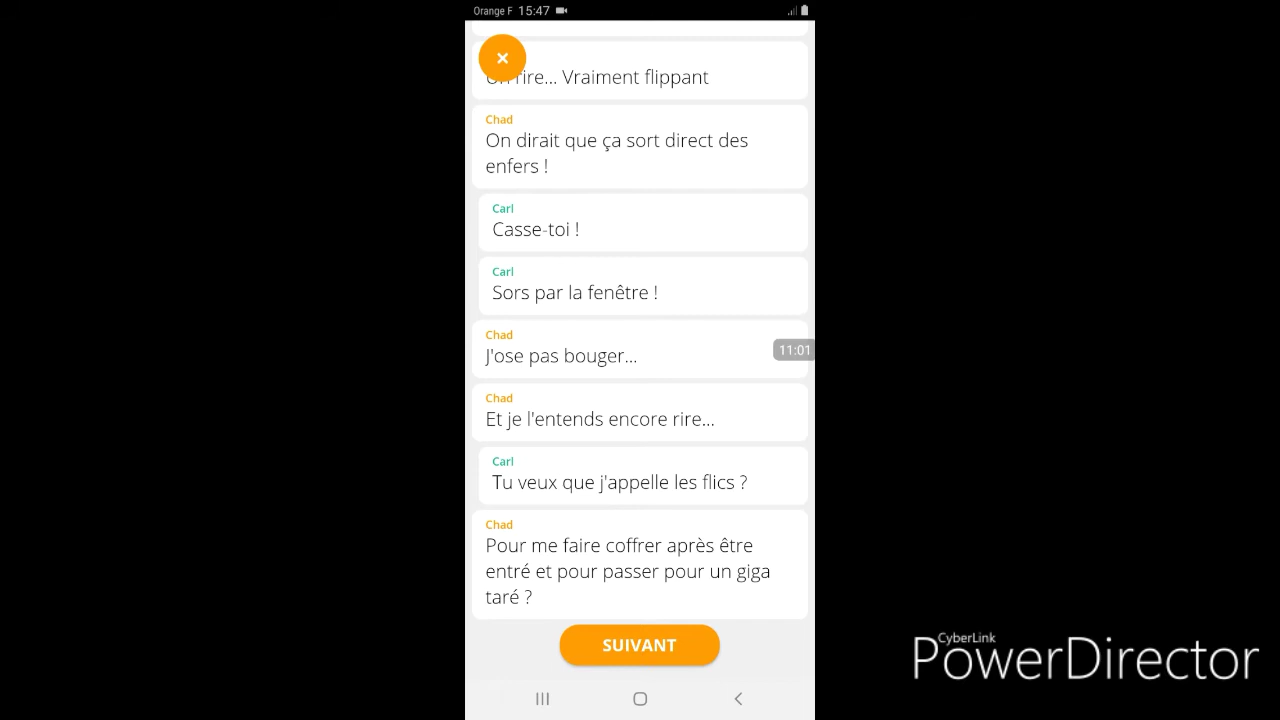 Orange F 15:47
rire... Vraiment flippant
Chad
On dirait que ça sort direct des
enfers !
Carl
Casse-toi !
Carl
Sors par la fenêtre !
Chad
J'ose pas bouger...
11:01
Chad
Et je l'entends encore rire...
Carl
Tu veux que j'appelle les flics ?
Chad
Pour me faire coffrer après être
entré et pour passer pour un giga
taré ?
SUIVANT
CyberLink
PowerDirector